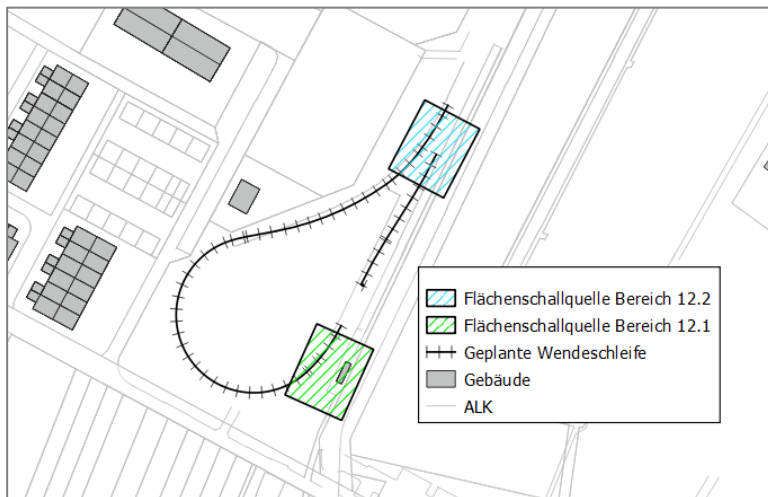 Flächenschallquelle Bereich 12.2
Flächenschallquelle Bereich 12.1
Geplante Wendeschleife
Gebäude
ALK